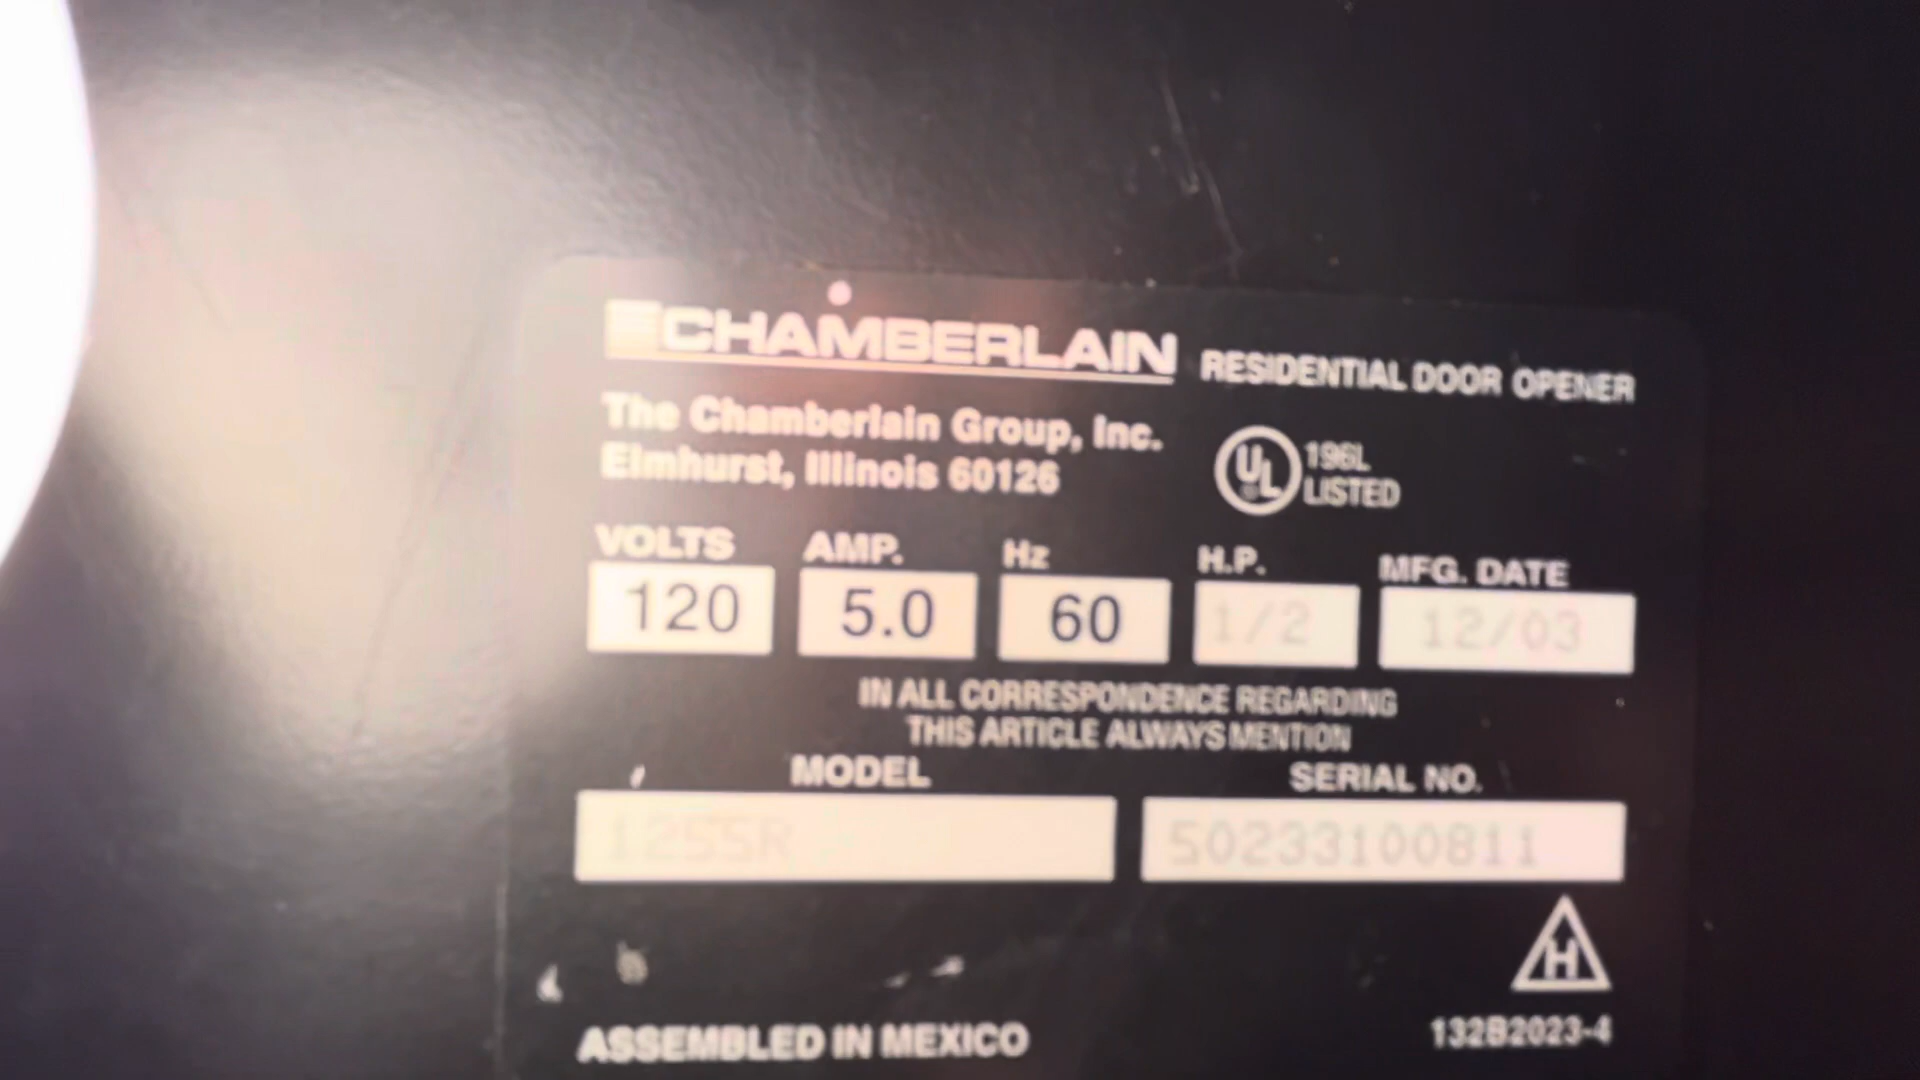 CHAMBERLAIN RESIDENTIAL DOOR OPENER
The Chamberlain Group, Inc.
Elmhurst, Illinois 60126
UL 196L
LISTED
VOLTS AMP. Hz H.P. MFG. DATE
120 5.0 60 1/2 12/03
IN ALL CORRESPONDENCE REGARDING
THIS ARTICLE ALWAYS MENTION
MODEL SERIAL NO.
1255R 50233100811
H
ASSEMBLED IN MEXICO 132B2023-4